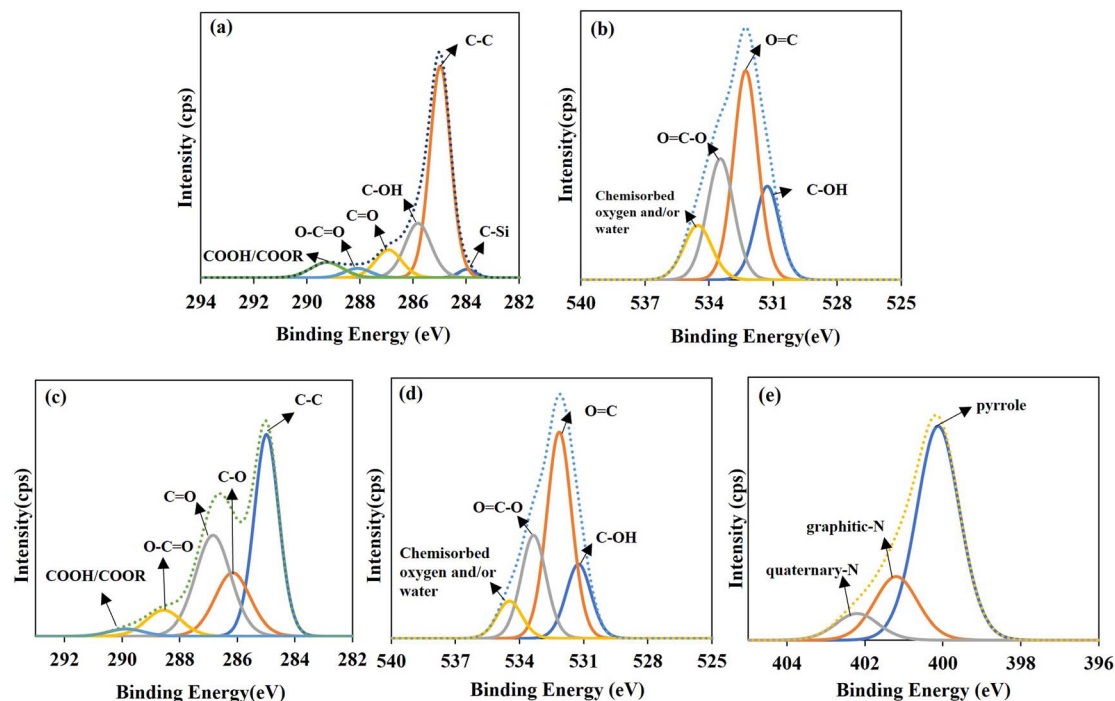 (a)
C-C
C-OH
C=O
O-C=O
COOH/COOR
C-Si
Intensity (cps)
294 292 290 288 286 284 282
Binding Energy (eV)
(b)
O=C
O=C-O
C-OH
Chemisorbed
oxygen and/or
water
Intensity(cps)
540 537 534 531 528 525
Binding Energy(eV)
(c)
C-C
C-O
C=O
O-C=O
COOH/COOR
Intensity(cps)
292 290 288 286 284 282
Binding Energy(eV)
(d)
O=C
O=C-O
C-OH
Chemisorbed
oxygen and/or
water
Intensity(cps)
540 537 534 531 528 525
Binding Energy(eV)
(e)
pyrrole
graphitic-N
quaternary-N
Intensity (cps)
404 402 400 398 396
Binding Energy (eV)